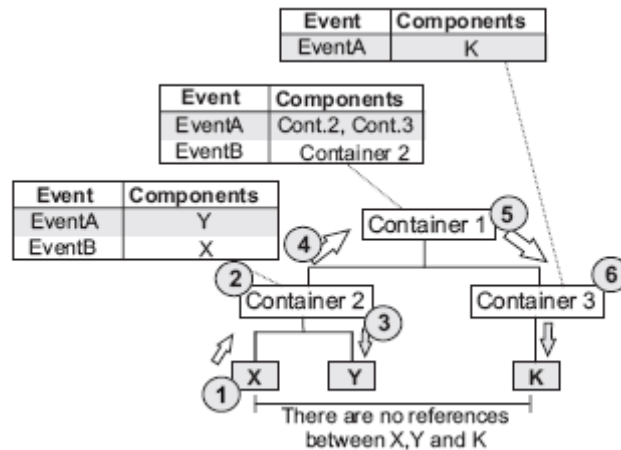 Event Components
EventA K
Event Components
EventA Cont.2, Cont.3
EventB Container 2
Event Components
EventA Y
EventB X
Container 1
5
4
2
Container 2
3
Container 3
6
1
X
Y
K
There are no references
between X,Y and K